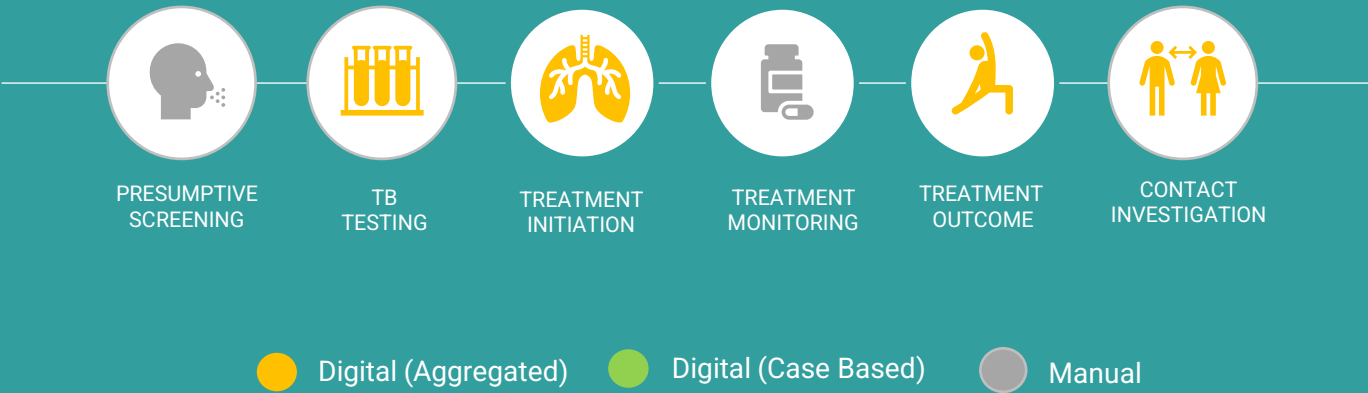 PRESUMPTIVE
SCREENING
TB
TESTING
TREATMENT
INITIATION
TREATMENT
MONITORING
TREATMENT
OUTCOME
CONTACT
INVESTIGATION
Digital (Aggregated)
Digital (Case Based)
Manual